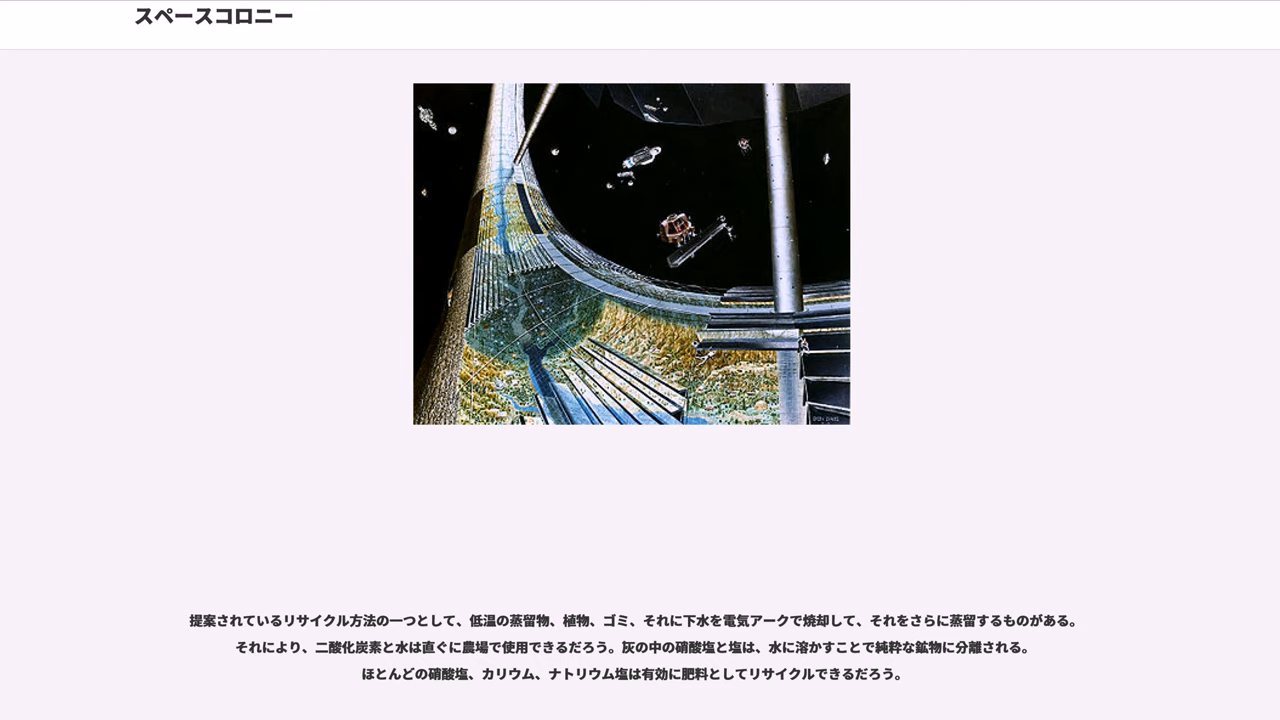 スペースコロニー
提案されているリサイクル方法の一つとして、低温の蒸留物、植物、ゴミ、それに下水を電気アークで焼却して、それをさらに蒸留するものがある。
それにより、二酸化炭素と水は直ぐに農場で使用できるだろう。灰の中の硝酸塩と塩は、水に溶かすことで純粋な鉱物に分離される。
ほとんどの硝酸塩、カリウム、ナトリウム塩は有効に肥料としてリサイクルできるだろう。